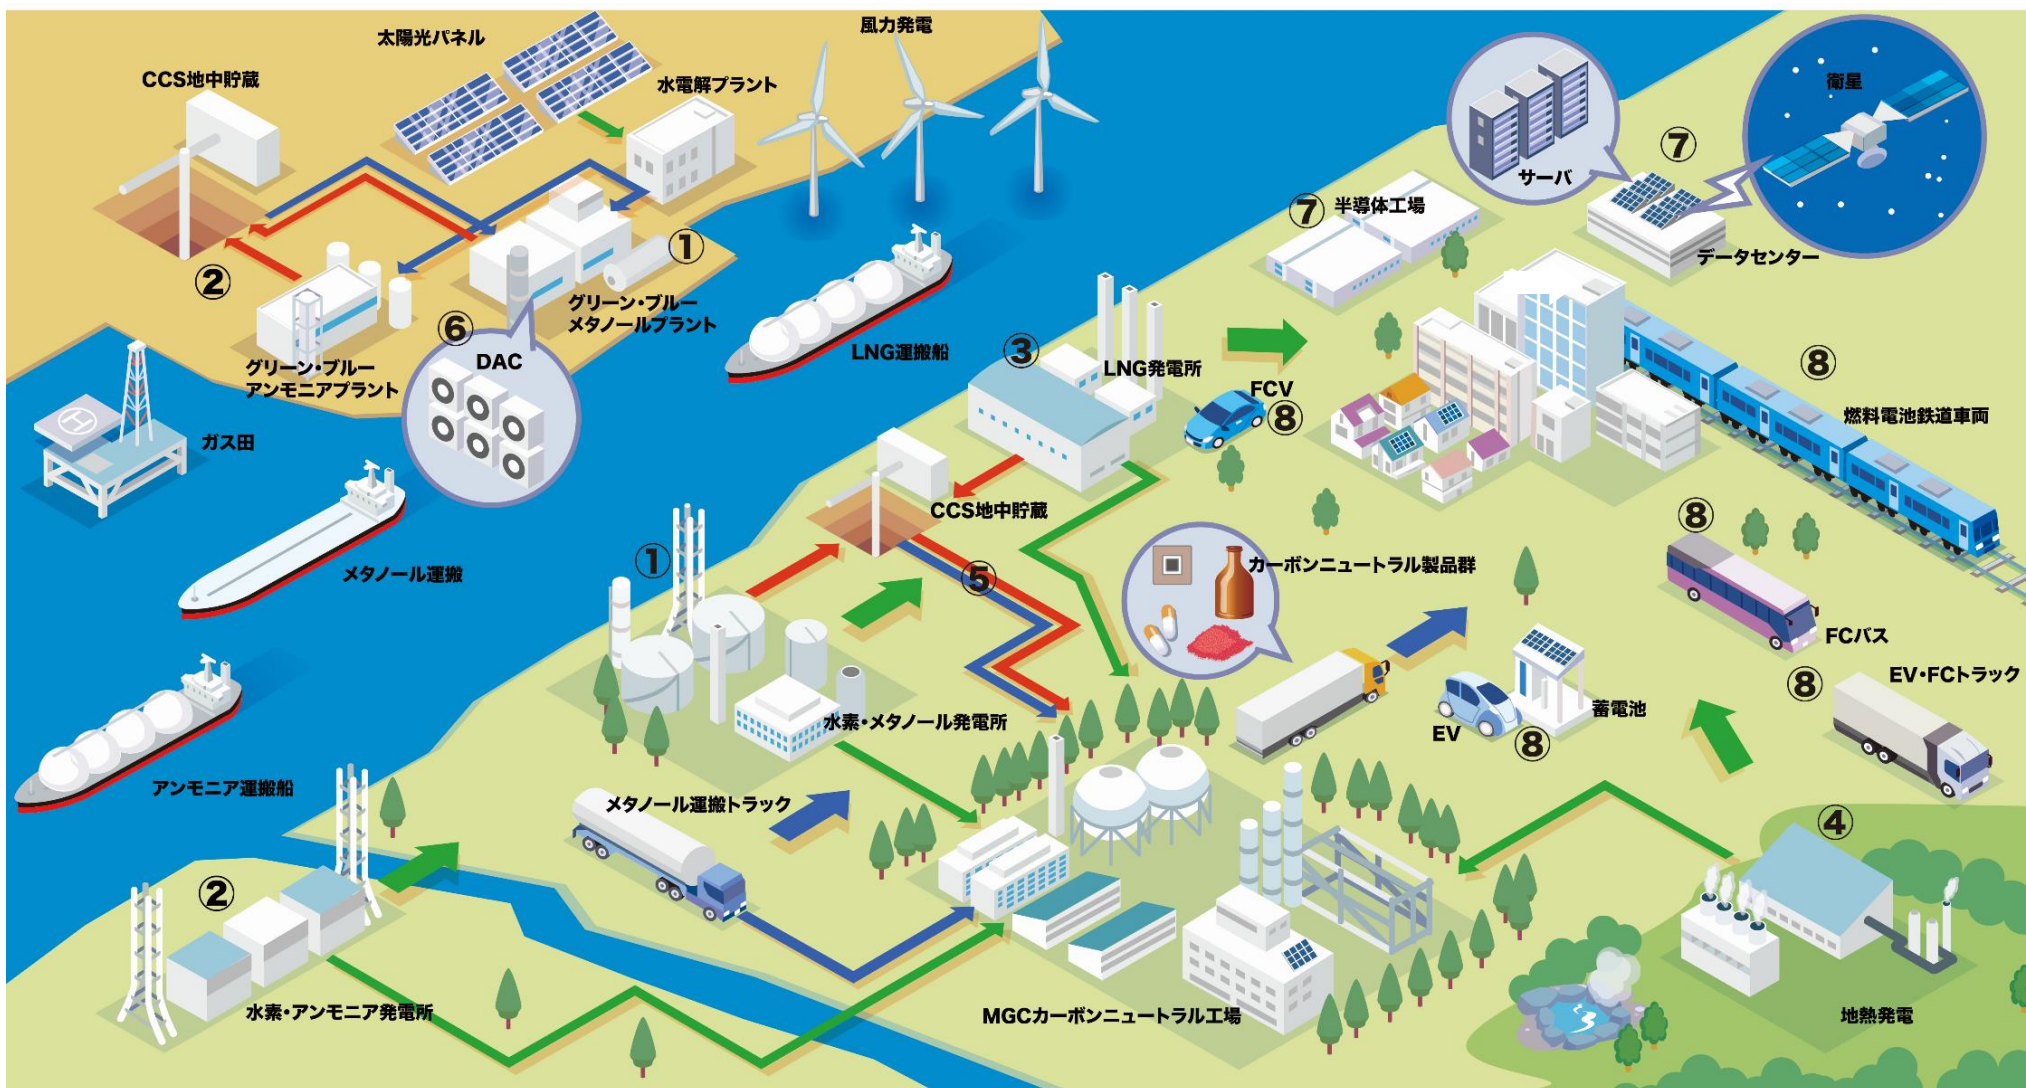 太陽光パネル
風力発電
CCS地中貯蔵
水電解プラント
衛星
⑦
サーバ
⑦
半導体工場
データセンター
①
②
グリーン・ブルー
メタノールプラント
⑥
DAC
グリーン・ブルー
アンモニアプラント
LNG運搬船
③
LNG発電所
FCV
⑧
⑧
燃料電池鉄道車両
ガス田
H
CCS地中貯蔵
⑧
メタノール運搬
①
⑤
カーボンニュートラル製品群
FCバス
⑧
EV・FCトラック
水素・メタノール発電所
EV
⑧
蓄電池
アンモニア運搬船
メタノール運搬トラック
④
②
水素・アンモニア発電所
MGCカーボンニュートラル工場
地熱発電